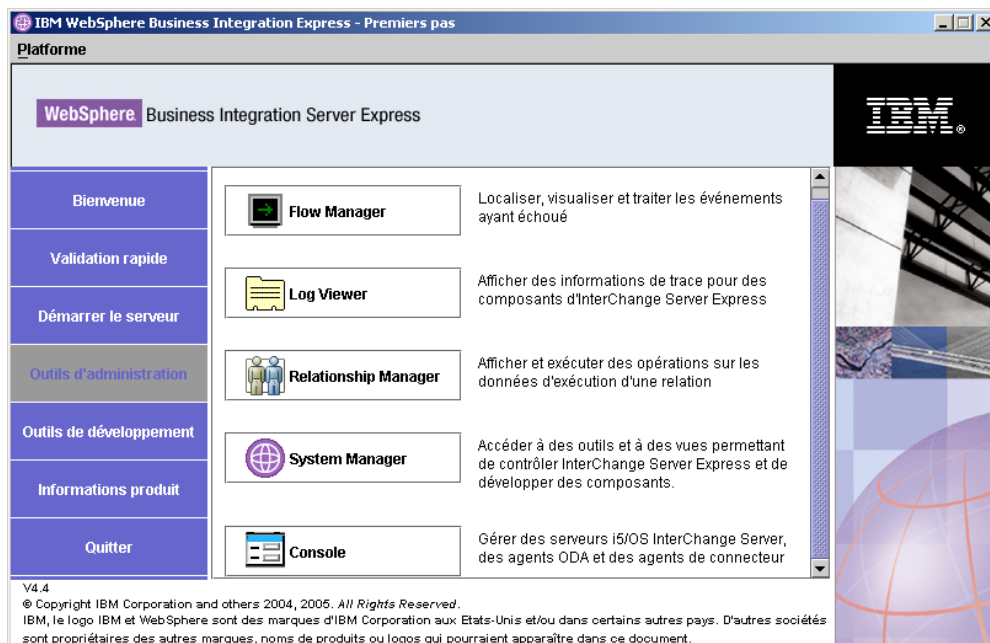 IBM WebSphere Business Integration Express - Premiers pas
Platforme
WebSphere. Business Integration Server Express
IBM®
Bienvenue
Validation rapide
Démarrer le serveur
Outils d'administration
Outils de développement
Informations produit
Quitter
Flow Manager
Localiser, visualiser et traiter les événements
ayant échoué
Log Viewer
Afficher des informations de trace pour des
composants d'InterChange Server Express
Relationship Manager
Afficher et exécuter des opérations sur les
données d'exécution d'une relation
System Manager
Accéder à des outils et à des vues permettant
de contrôler InterChange Server Express et de
développer des composants.
Console
Gérer des serveurs i5/OS InterChange Server,
des agents ODA et des agents de connecteur
V4.4
© Copyright IBM Corporation and others 2004, 2005. All Rights Reserved.
IBM, le logo IBM et WebSphere sont des marques d'IBM Corporation aux Etats-Unis et/ou dans certains autres pays. D'autres sociétés
sont propriétaires des autres marques, noms de produits ou logos qui pourraient apparaître dans ce document.